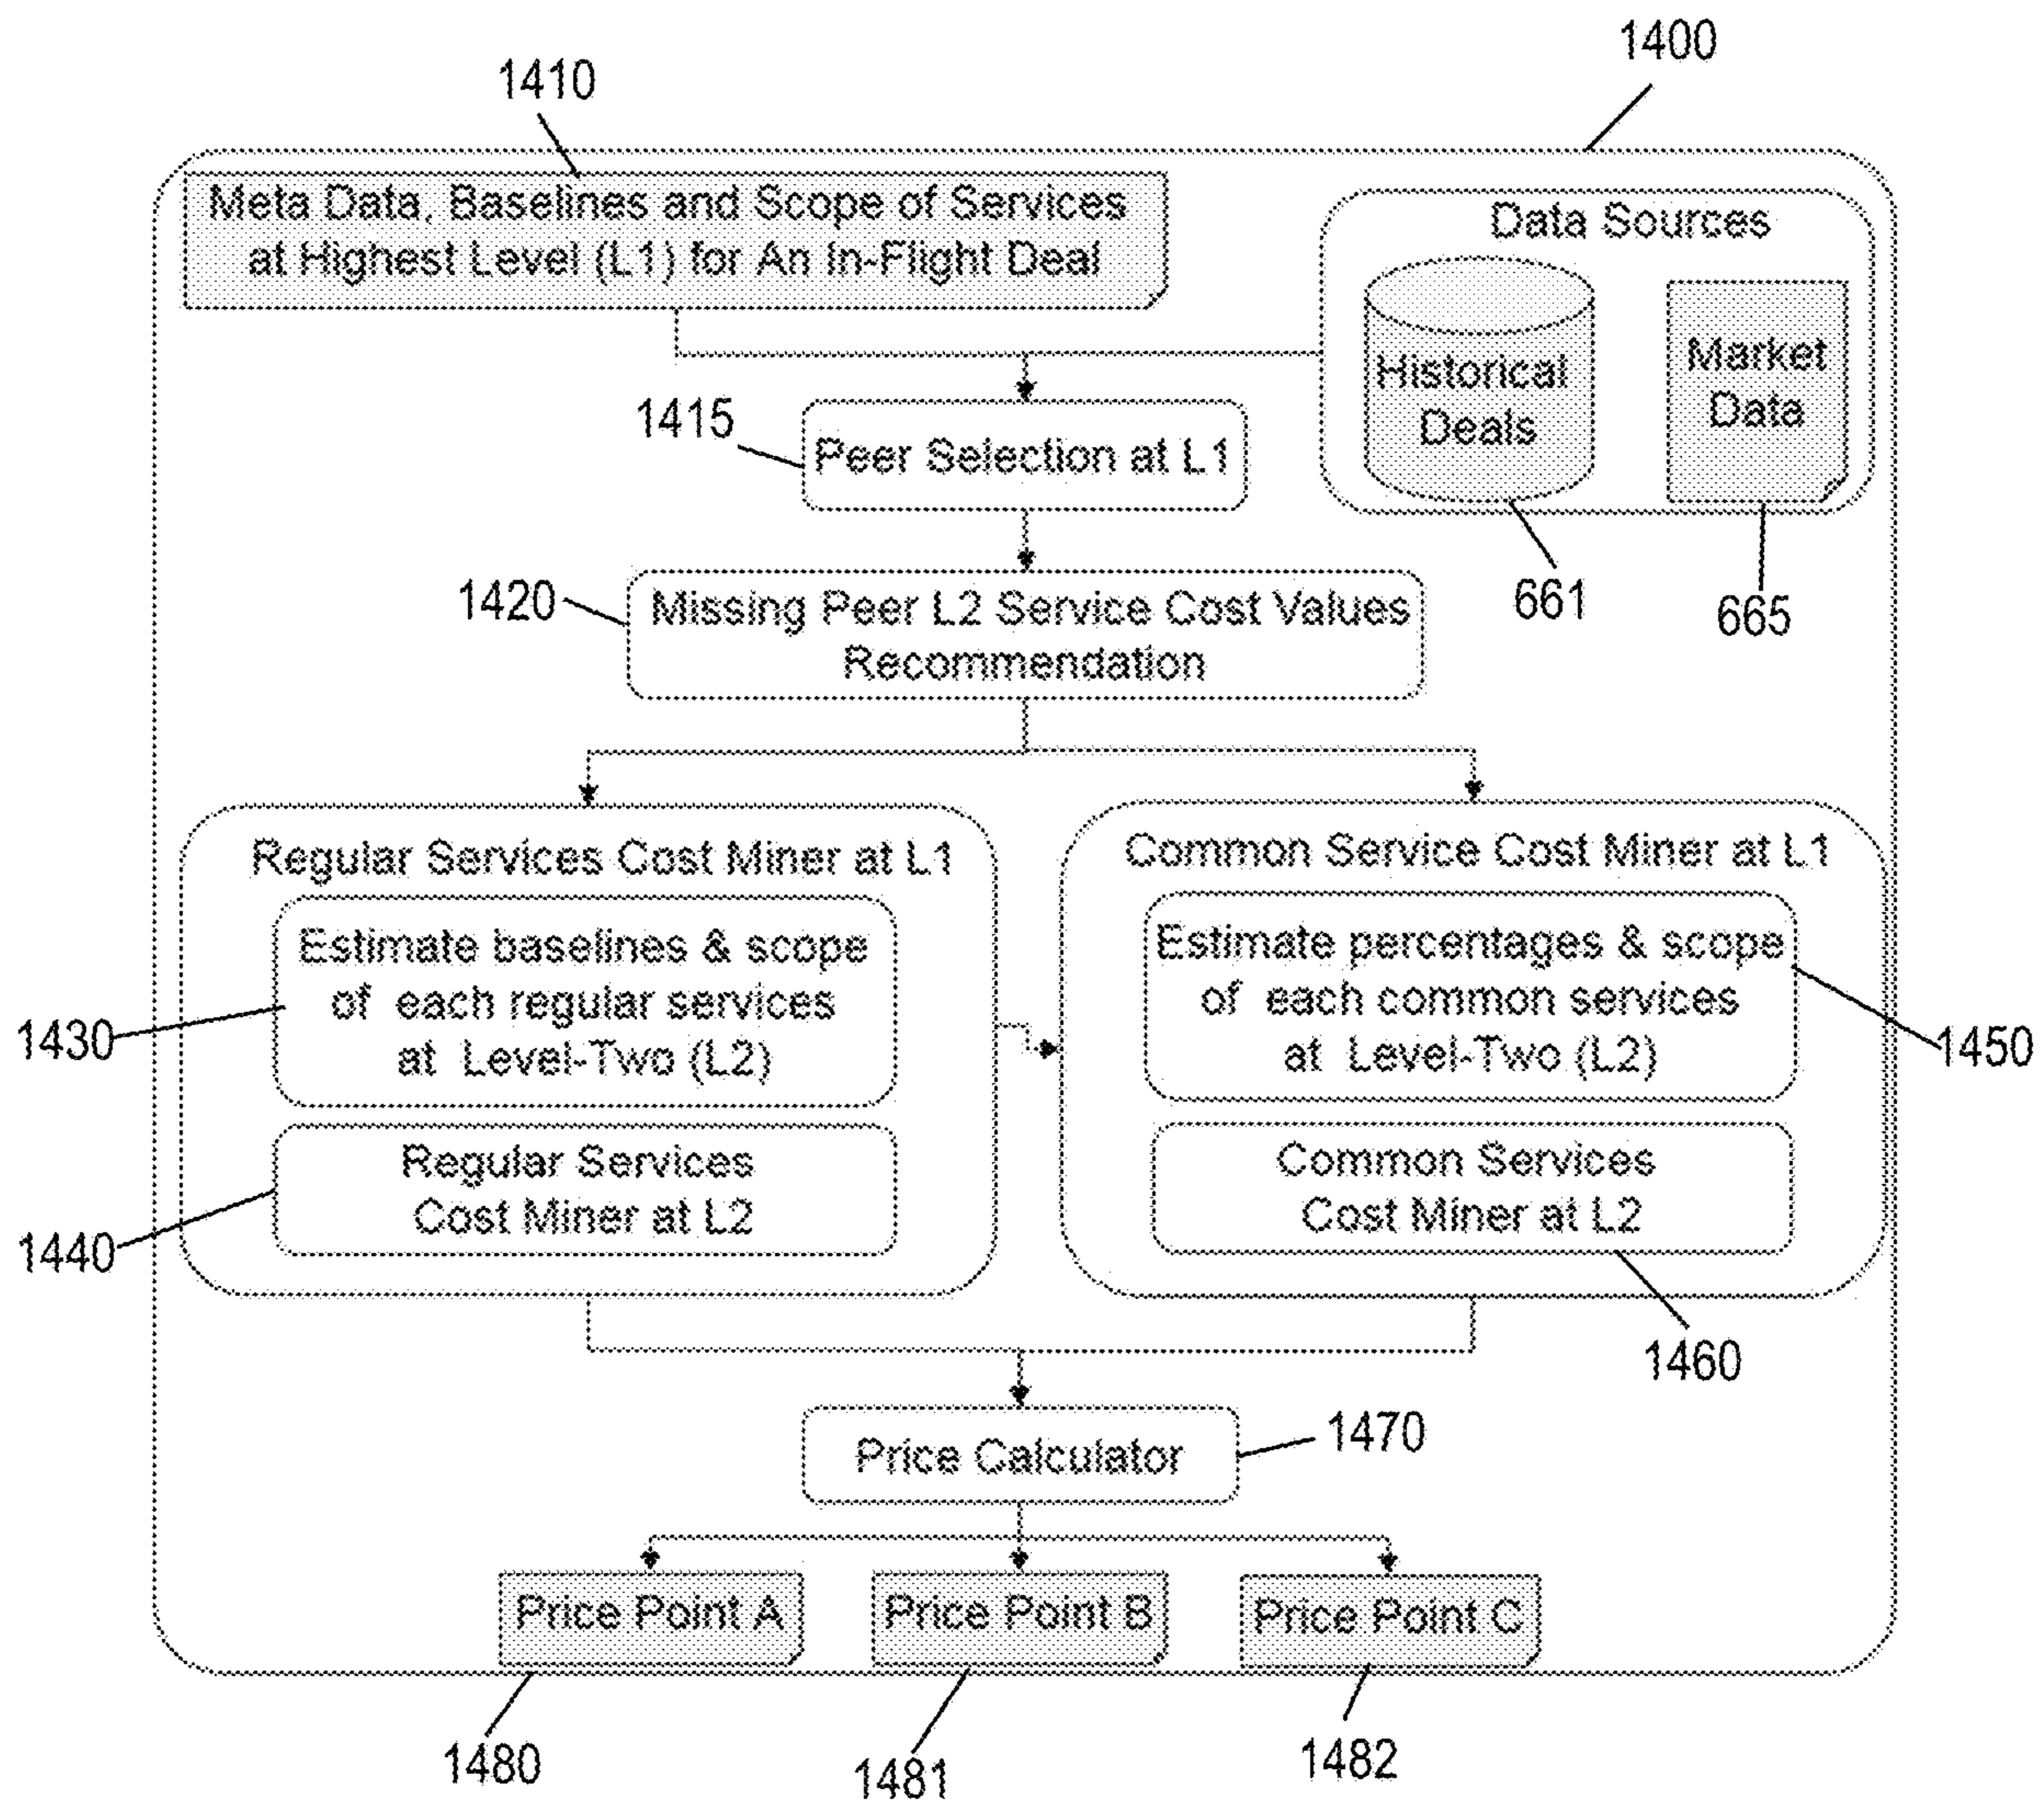 1400
1410
Meta Data, Baselines and Scope of Services
at Highest Level (L1) for An In-Flight Deal
Data Sources
Historical
Deals
Market
Data
661
665
1415
Peer Selection at L1
1420
Missing Peer L2 Service Cost Values
Recommendation
Regular Services Cost Miner at L1
Estimate baselines & scope
of each regular services
at Level-Two (L2)
1430
Regular Services
Cost Miner at L2
1440
Common Service Cost Miner at L1
Estimate percentages & scope
of each common services
at Level-Two (L2)
1450
Common Services
Cost Miner at L2
1460
Price Calculator
1470
Price Point A
Price Point B
Price Point C
1480
1481
1482